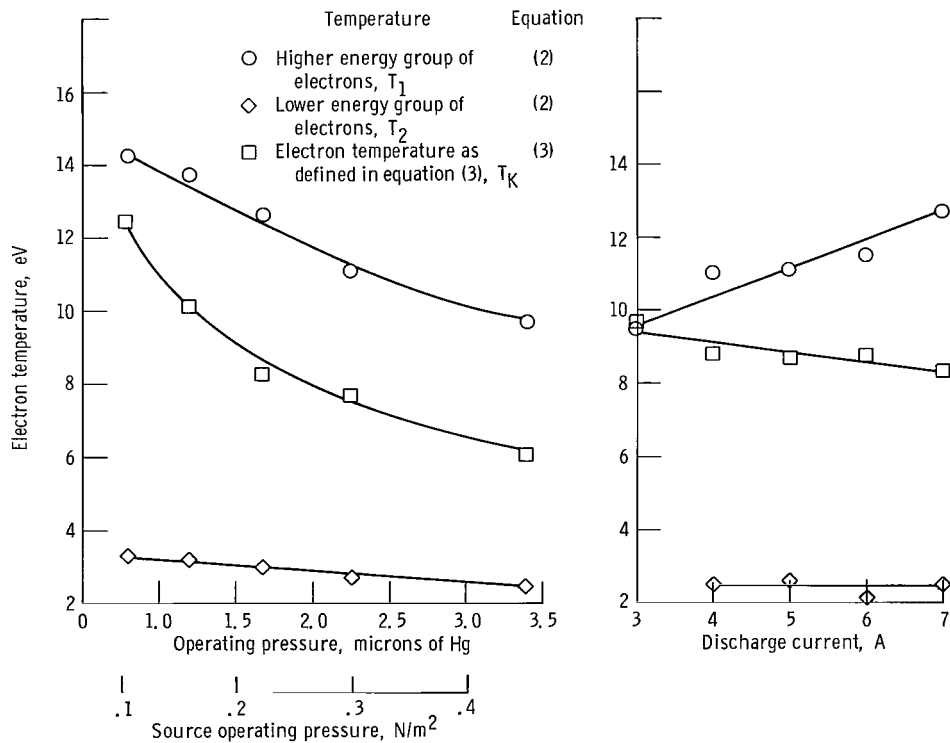 Temperature Equation
Higher energy group of (2)
electrons, T1
Lower energy group of (2)
electrons, T2
Electron temperature as (3)
defined in equation (3), TK
Electron temperature, eV
16
14
12
10
8
6
4
2
0 1.0 1.5 2.0 2.5 3.0 3.5
Operating pressure, microns of Hg
.1 .2 .3 .4
Source operating pressure, N/m2
14
12
10
8
6
4
2
3 4 5 6 7
Discharge current, A